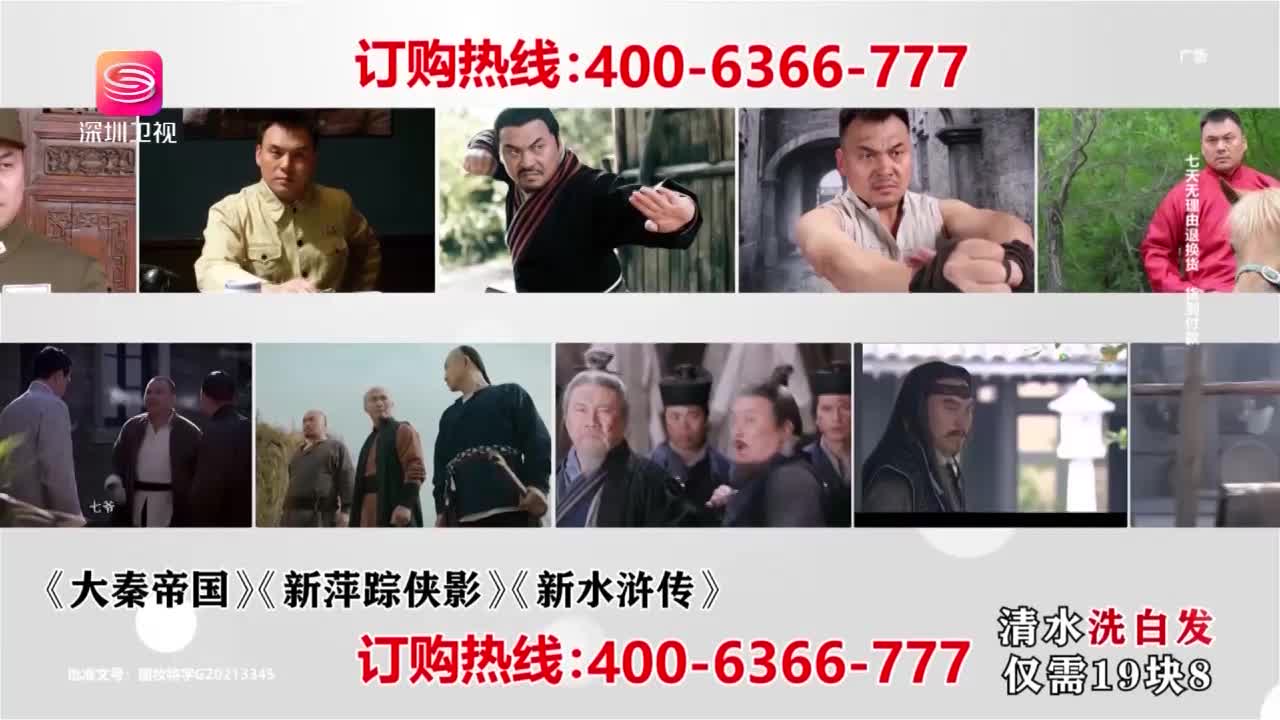 订购热线:400-6366-777
广告
深圳卫视
七天无理由退换货 货到付款
七爷
《大秦帝国》《新萍踪侠影》《新水浒传》
清水洗白发
仅需19块8
订购热线:400-6366-777
批准文号：国妆特字G20213345